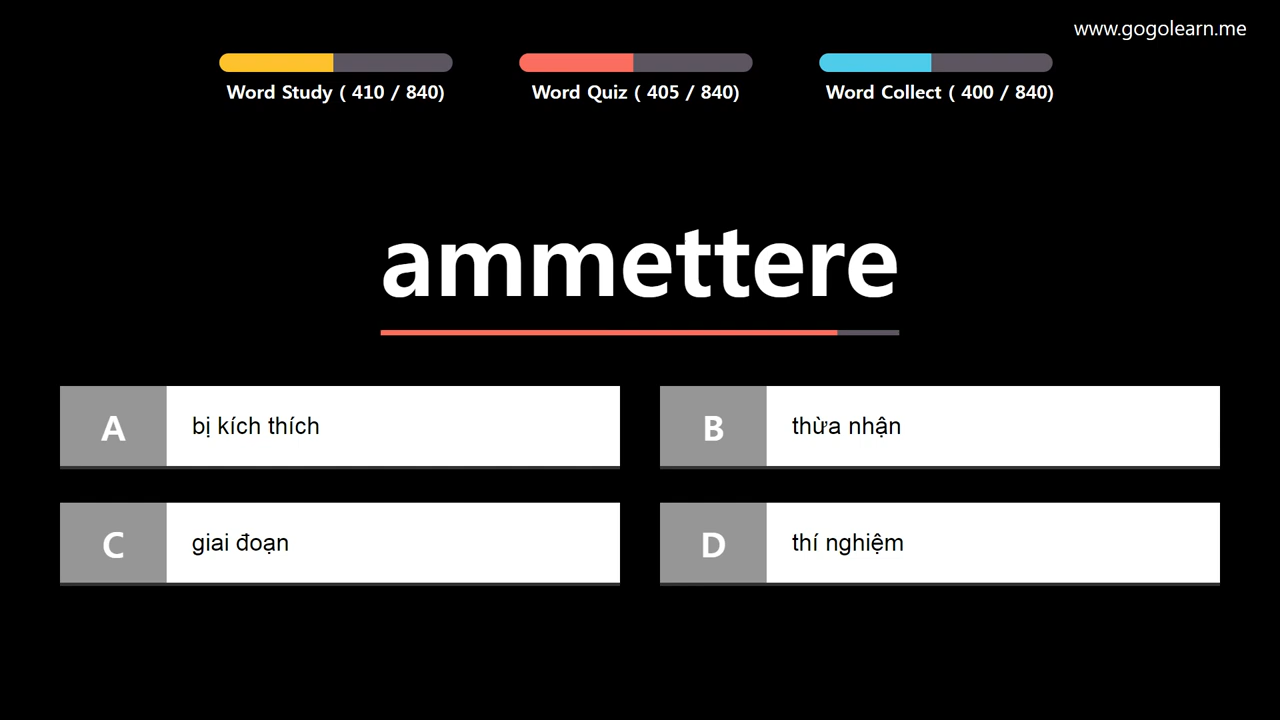 www.gogolearn.me
Word Study ( 410 / 840)
Word Quiz ( 405 / 840)
Word Collect ( 400 / 840)
ammettere
A
bị kích thích
B
thừa nhận
C
giai đoạn
D
thí nghiệm